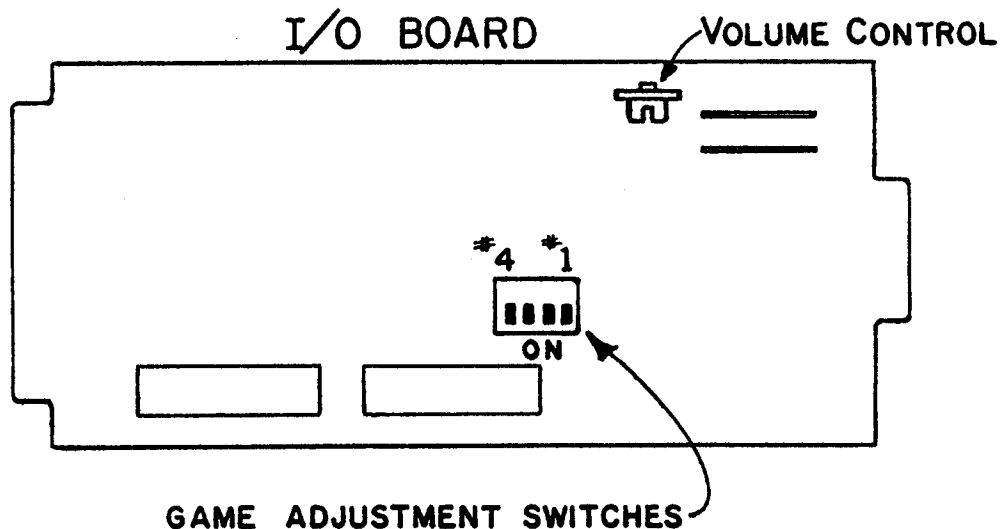 I/O BOARD
VOLUME CONTROL
#4 #1
ON
GAME ADJUSTMENT SWITCHES